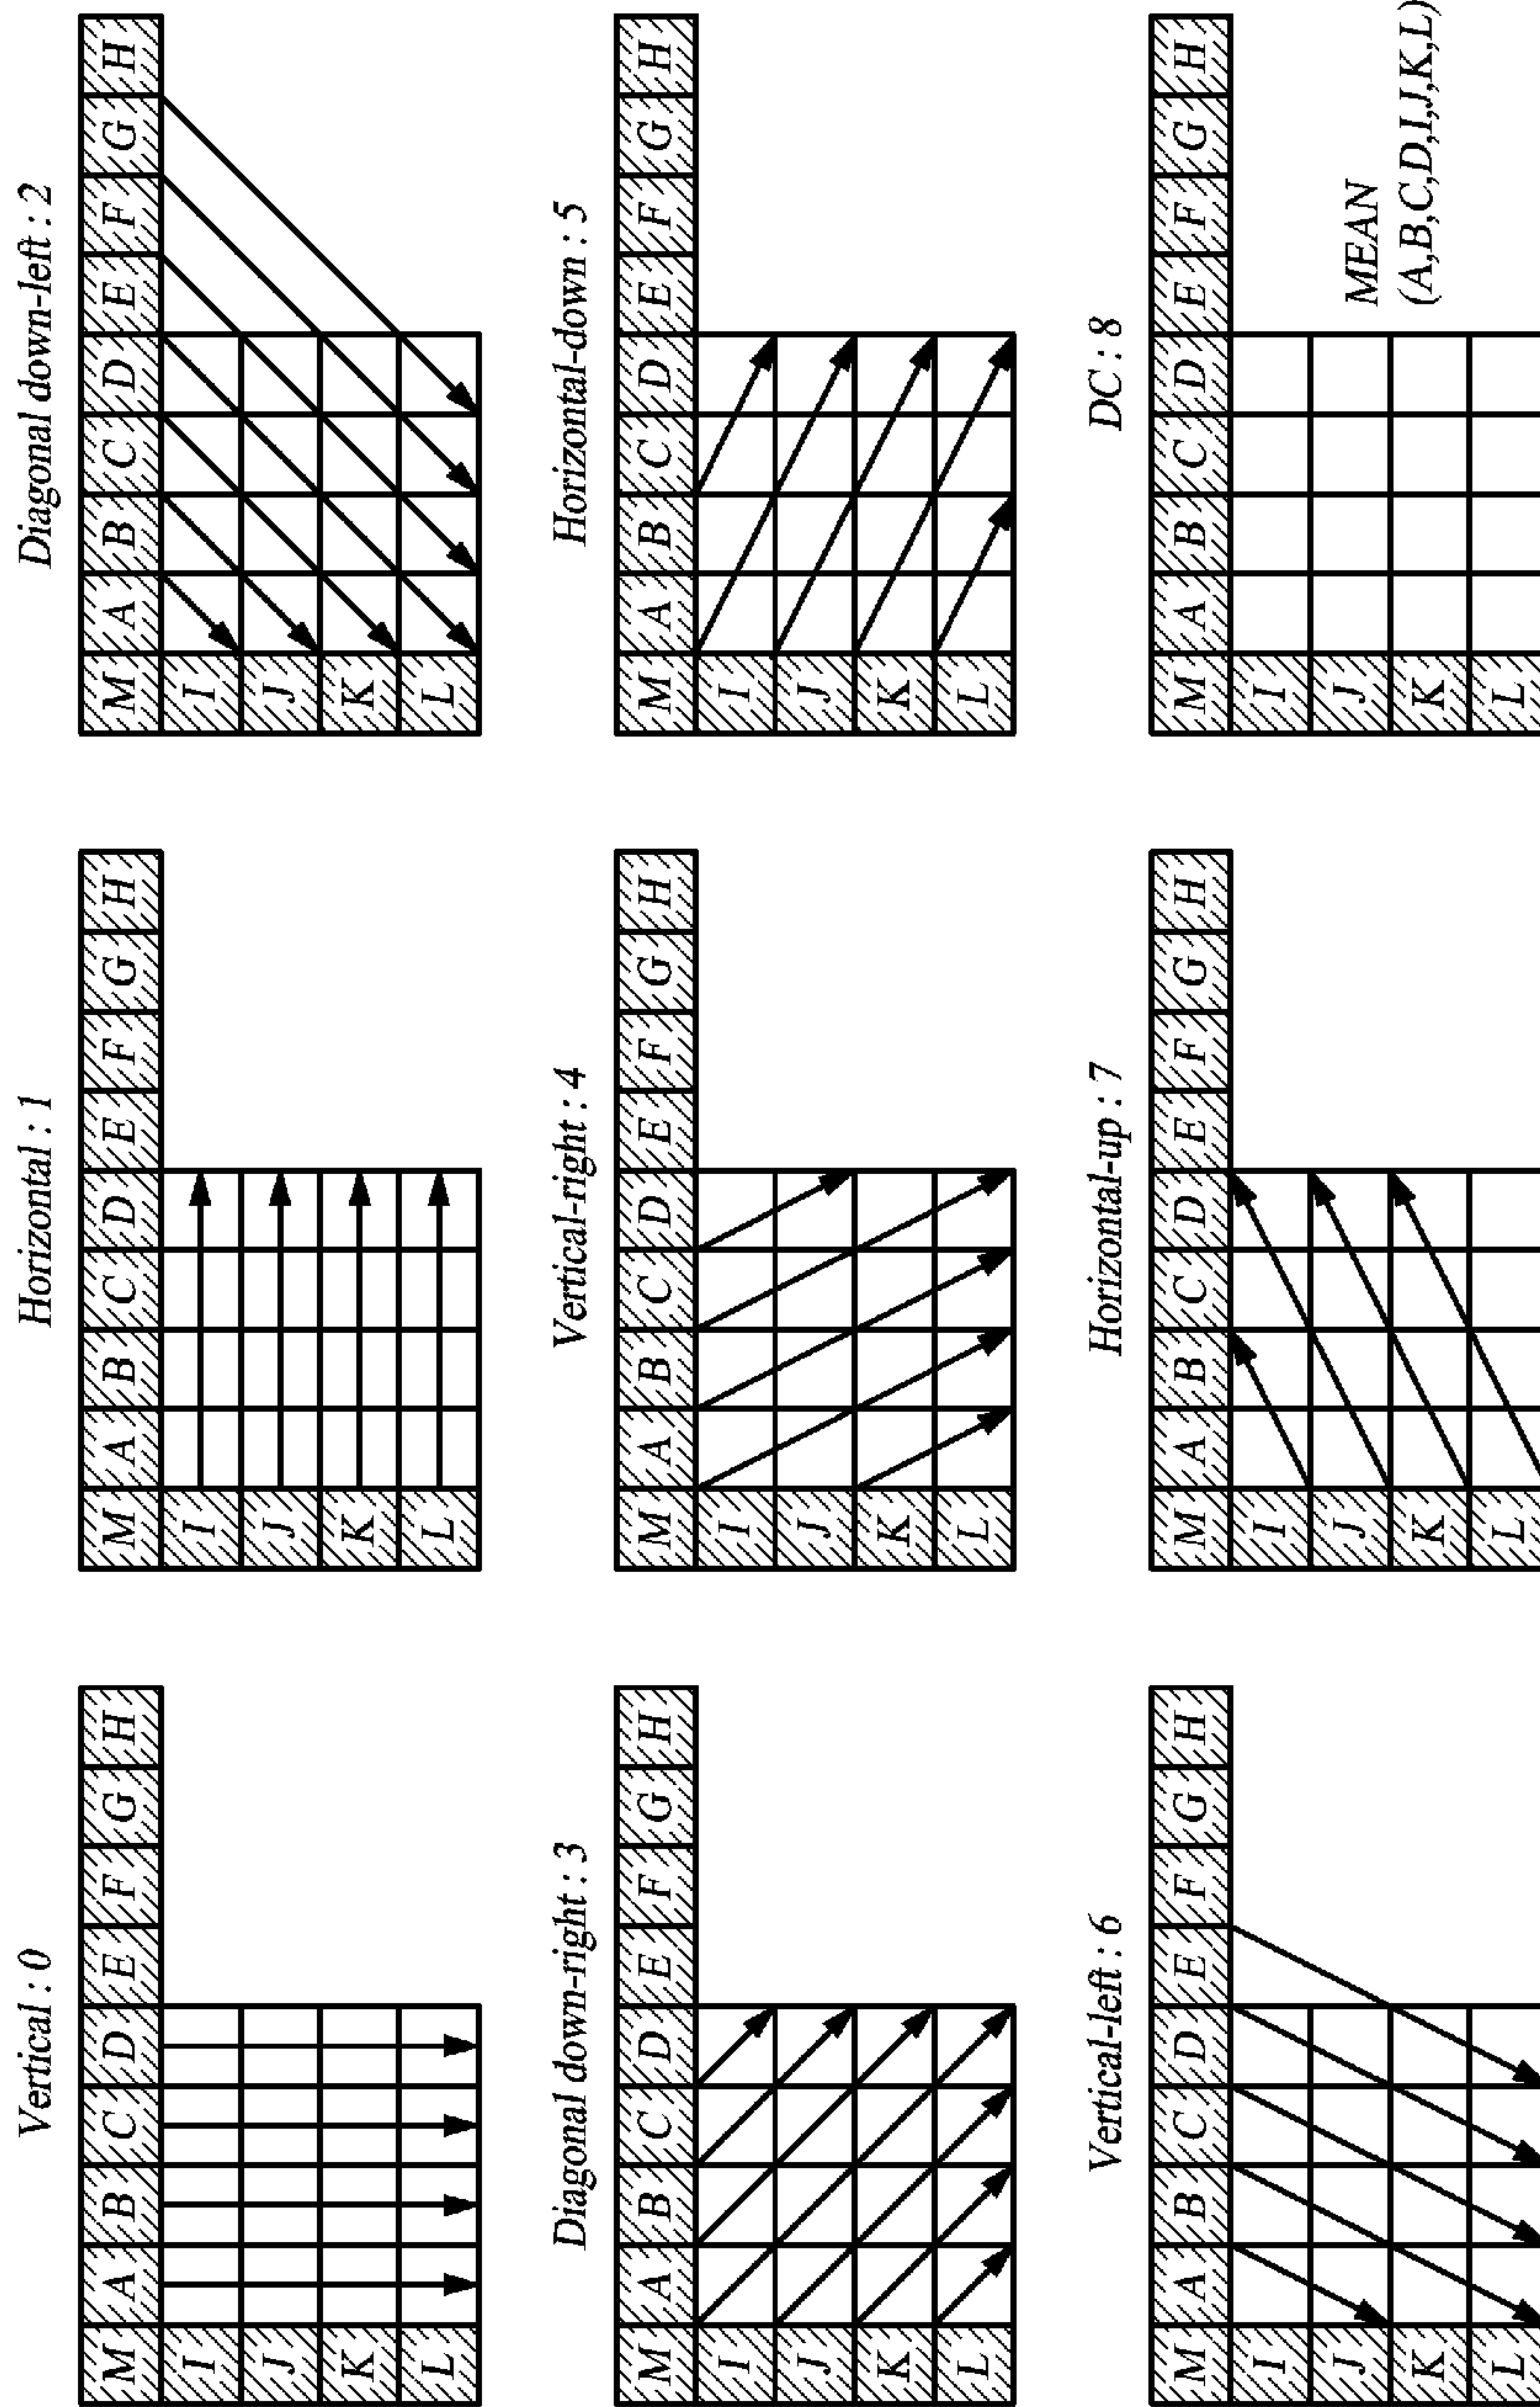 Vertical : 0
M A B C D E F G H
I
J
K
L
Horizontal : 1
M A B C D E F G H
I
J
K
L
Diagonal down-left : 2
M A B C D E F G H
I
J
K
L
Diagonal down-right : 3
M A B C D E F G H
I
J
K
L
Vertical-right : 4
M A B C D E F G H
I
J
K
L
Horizontal-down : 5
M A B C D E F G H
I
J
K
L
Vertical-left : 6
M A B C D E F G H
I
J
K
L
Horizontal-up : 7
M A B C D E F G H
I
J
K
L
DC : 8
M A B C D E F G H
I
J
K
L
MEAN
(A,B,C,D,I,J,K,L)